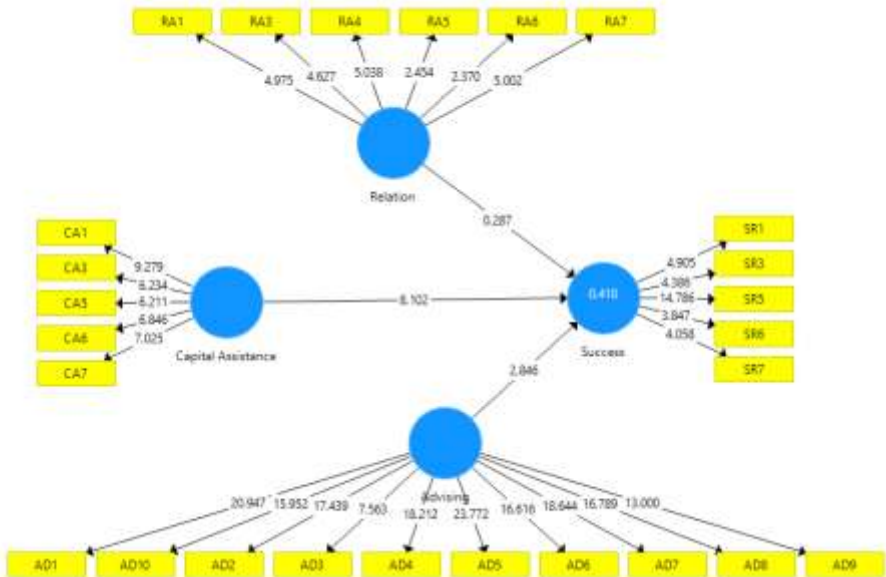 RA1 RA3 RA4 RA5 RA6 RA7
4.975 4.627 5.038 2.454 2.370 5.002
Relation
0.287
CA1
CA3
CA5
CA6
CA7
9.279
6.211
6.846
7.025
Capital Assistance
0.410
Success
SR1
SR3
SR5
SR6
SR7
4.905
4.386
14.786
3.847
4.058
2.846
Advising
20.947 15.952 17.439 7.563 18.212 23.772 16.616 18.644 16.789 13.000
AD1 AD10 AD2 AD3 AD4 AD5 AD6 AD7 AD8 AD9